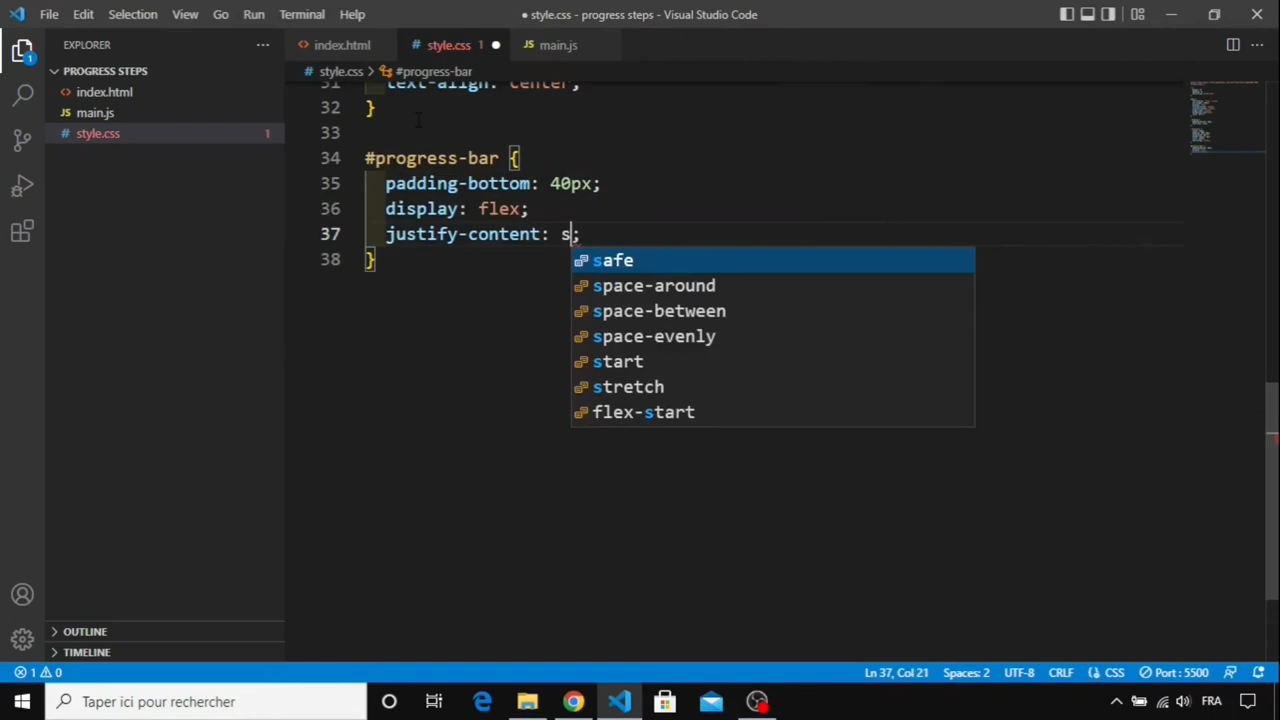 File Edit Selection View Go Run Terminal Help
● style.css - progress steps - Visual Studio Code
EXPLORER
index.html
style.css 1
main.js
PROGRESS STEPS
index.html
main.js
style.css 1
style.css > #progress-bar
31 text-align: center;
32 }
33
34 #progress-bar {
35 padding-bottom: 40px;
36 display: flex;
37 justify-content: s;
38 }
safe
space-around
space-between
space-evenly
start
stretch
flex-start
OUTLINE
TIMELINE
1 0
Ln 37, Col 21 Spaces: 2 UTF-8 CRLF CSS Port : 5500
Taper ici pour rechercher
FRA